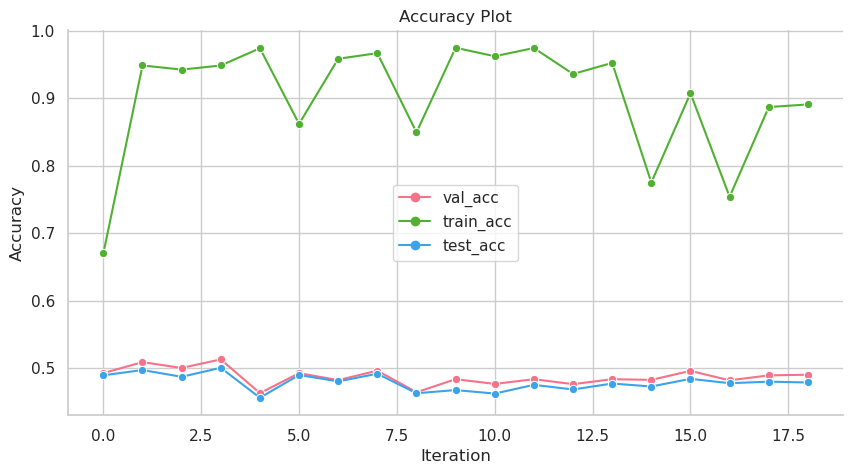 Accuracy Plot
1.0
0.9
0.8
0.7
0.6
0.5
Accuracy
val_acc
train_acc
test_acc
0.0 2.5 5.0 7.5 10.0 12.5 15.0 17.5
Iteration